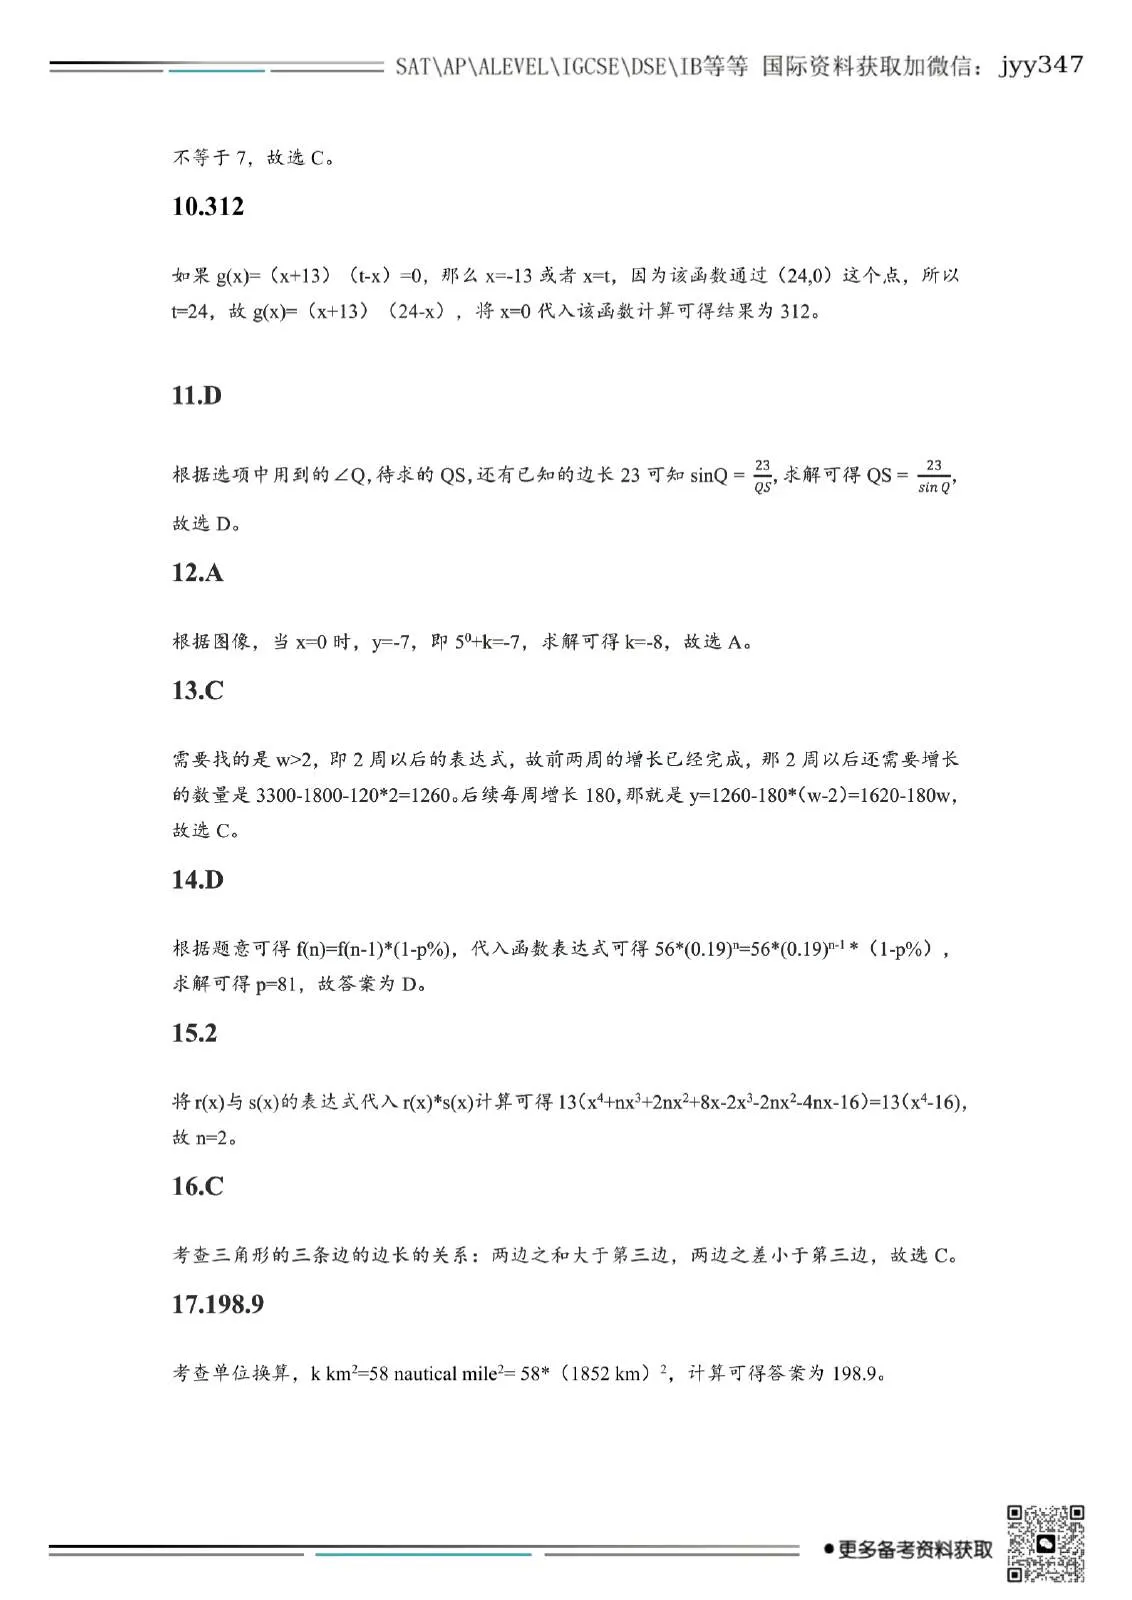 SAT\AP\ALEVEL\IGCSE\DSE\IB等等 国际资料获取加微信：jyy347
不等于 7，故选 C。
10.312
如果 g(x)=（x+13）（t-x）=0，那么 x=-13 或者 x=t，因为该函数通过（24,0）这个点，所以
t=24，故 g(x)=（x+13）（24-x），将 x=0 代入该函数计算可得结果为 312。
11.D
根据选项中用到的∠Q,待求的 QS,还有已知的边长 23 可知 sinQ = 23/QS,求解可得 QS = 23/sin Q,
故选 D。
12.A
根据图像，当 x=0 时，y=-7，即 5⁰+k=-7，求解可得 k=-8，故选 A。
13.C
需要找的是 w>2，即 2 周以后的表达式，故前两周的增长已经完成，那 2 周以后还需要增长
的数量是 3300-1800-120*2=1260。后续每周增长 180,那就是 y=1260-180*（w-2）=1620-180w，
故选 C。
14.D
根据题意可得 f(n)=f(n-1)*(1-p%)，代入函数表达式可得 56*(0.19)ⁿ=56*(0.19)ⁿ⁻¹ *（1-p%），
求解可得 p=81，故答案为 D。
15.2
将 r(x)与 s(x)的表达式代入 r(x)*s(x)计算可得 13（x⁴+nx³+2nx²+8x-2x³-2nx²-4nx-16）=13（x⁴-16)，
故 n=2。
16.C
考查三角形的三条边的边长的关系：两边之和大于第三边，两边之差小于第三边，故选 C。
17.198.9
考查单位换算，k km²=58 nautical mile²= 58*（1852 km）²，计算可得答案为 198.9。
●更多备考资料获取